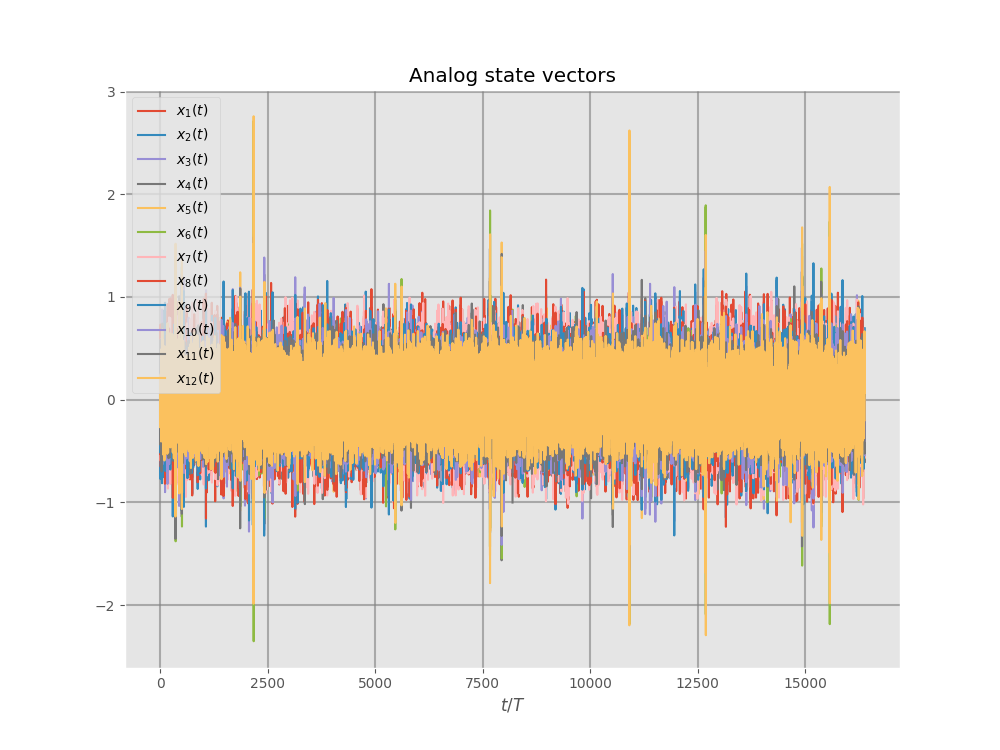 Analog state vectors
3
2
1
0
−1
−2
x₁(t)
x₂(t)
x₃(t)
x₄(t)
x₅(t)
x₆(t)
x₇(t)
x₈(t)
x₉(t)
x₁₀(t)
x₁₁(t)
x₁₂(t)
0 2500 5000 7500 10000 12500 15000
t/T